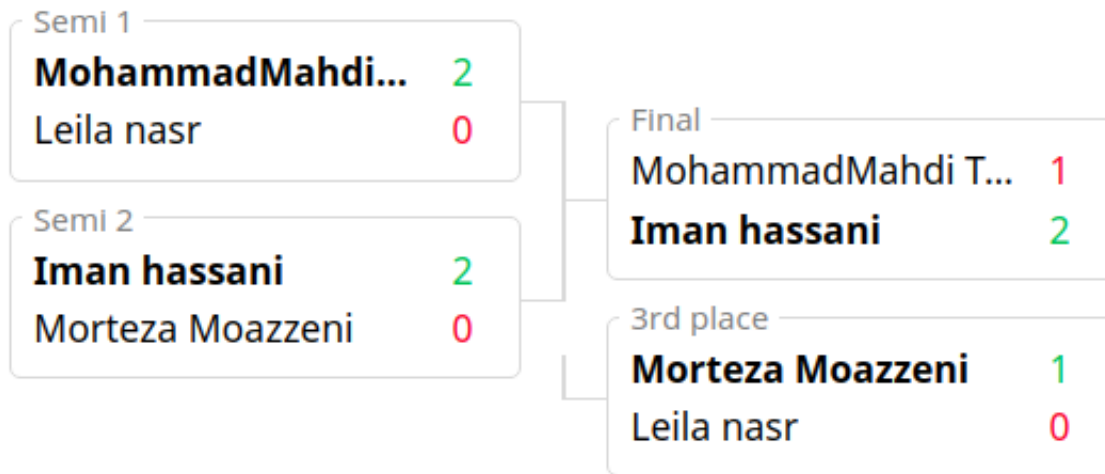 Semi 1
MohammadMahdi... 2
Leila nasr 0
Semi 2
Iman hassani 2
Morteza Moazzeni 0
Final
MohammadMahdi T... 1
Iman hassani 2
3rd place
Morteza Moazzeni 1
Leila nasr 0